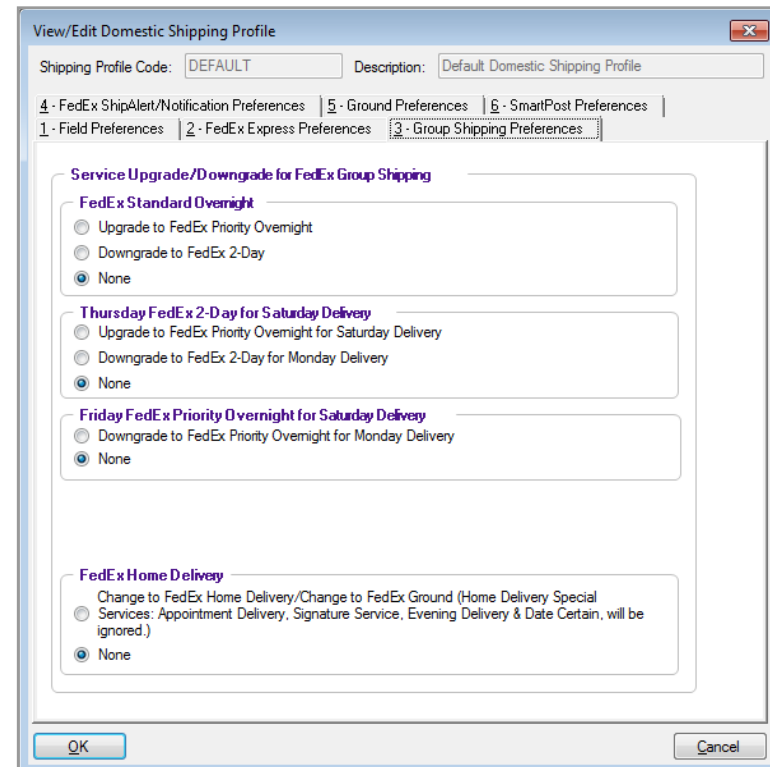 View/Edit Domestic Shipping Profile
Shipping Profile Code: DEFAULT Description: Default Domestic Shipping Profile
4 - FedEx ShipAlert/Notification Preferences 5 - Ground Preferences 6 - SmartPost Preferences
1 - Field Preferences 2 - FedEx Express Preferences 3 - Group Shipping Preferences
Service Upgrade/Downgrade for FedEx Group Shipping
FedEx Standard Overnight
Upgrade to FedEx Priority Overnight
Downgrade to FedEx 2-Day
None
Thursday FedEx 2-Day for Saturday Delivery
Upgrade to FedEx Priority Overnight for Saturday Delivery
Downgrade to FedEx 2-Day for Monday Delivery
None
Friday FedEx Priority Overnight for Saturday Delivery
Downgrade to FedEx Priority Overnight for Monday Delivery
None
FedEx Home Delivery
Change to FedEx Home Delivery/Change to FedEx Ground (Home Delivery Special
Services: Appointment Delivery, Signature Service, Evening Delivery & Date Certain, will be
ignored.)
None
OK Cancel